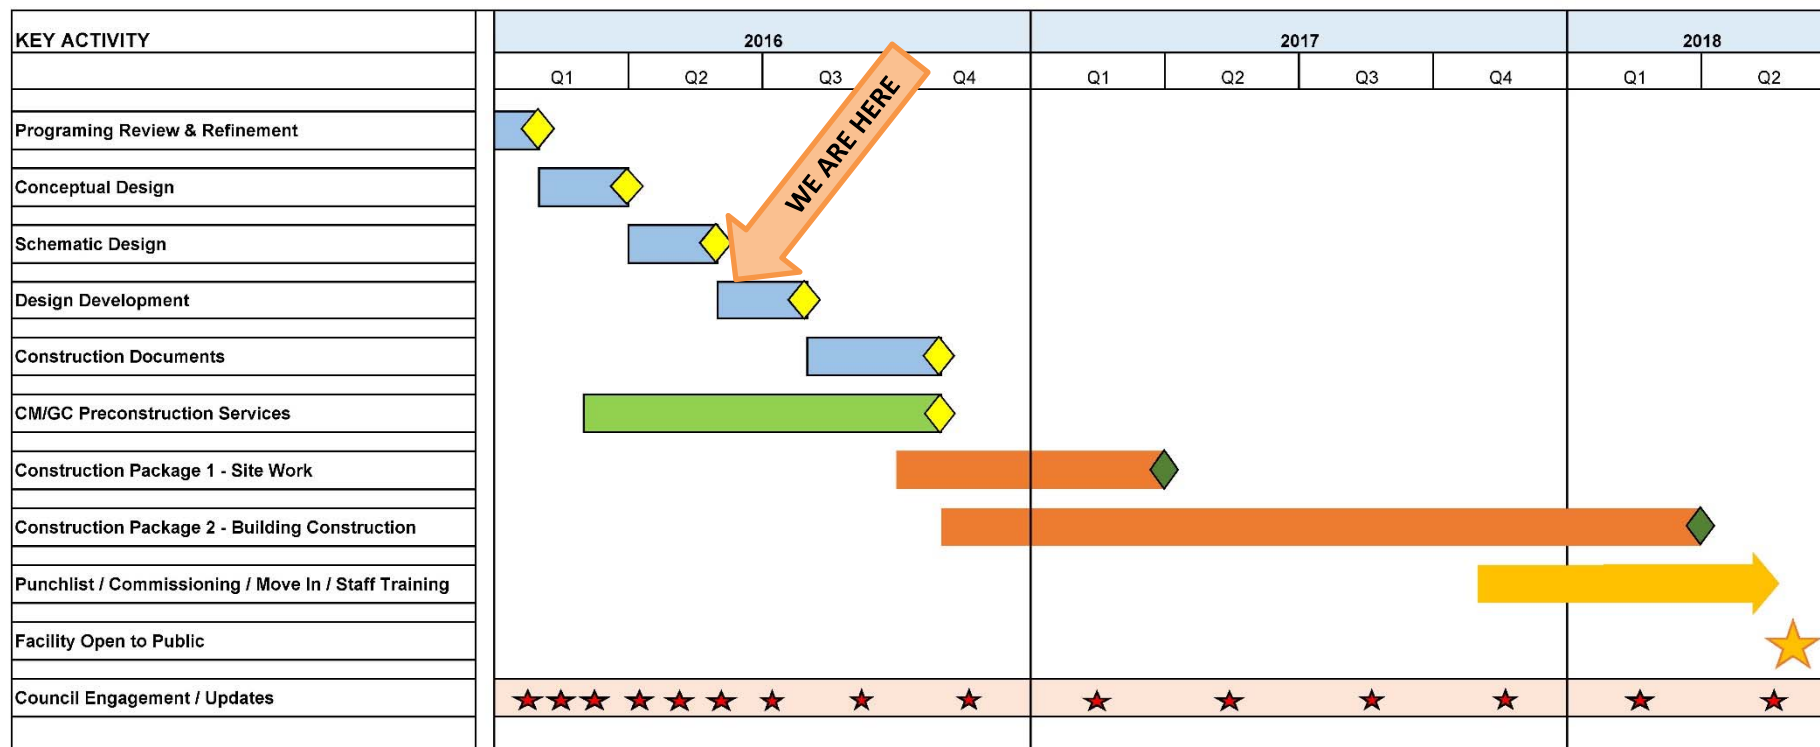 KEY ACTIVITY 2016 2017 2018
Q1 Q2 Q3 Q4 Q1 Q2 Q3 Q4 Q1 Q2
WE ARE HERE
Programing Review & Refinement
Conceptual Design
Schematic Design
Design Development
Construction Documents
CM/GC Preconstruction Services
Construction Package 1 - Site Work
Construction Package 2 - Building Construction
Punchlist / Commissioning / Move In / Staff Training
Facility Open to Public
Council Engagement / Updates